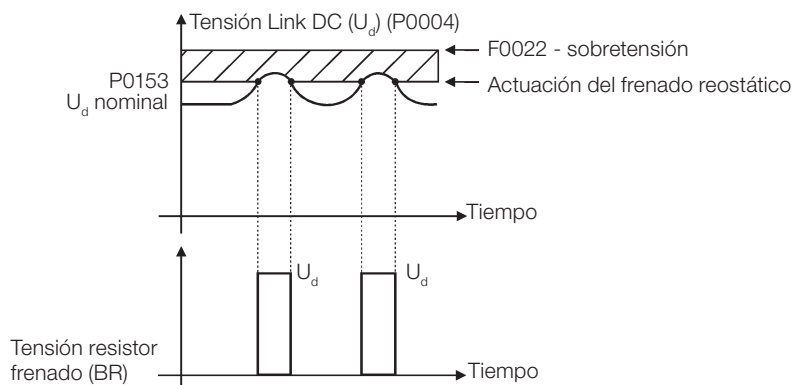 Tensión Link DC (Ud) (P0004)
F0022 - sobretensión
P0153
Actuación del frenado reostático
Ud nominal
Tiempo
Ud
Ud
Tensión resistor
frenado (BR)
Tiempo